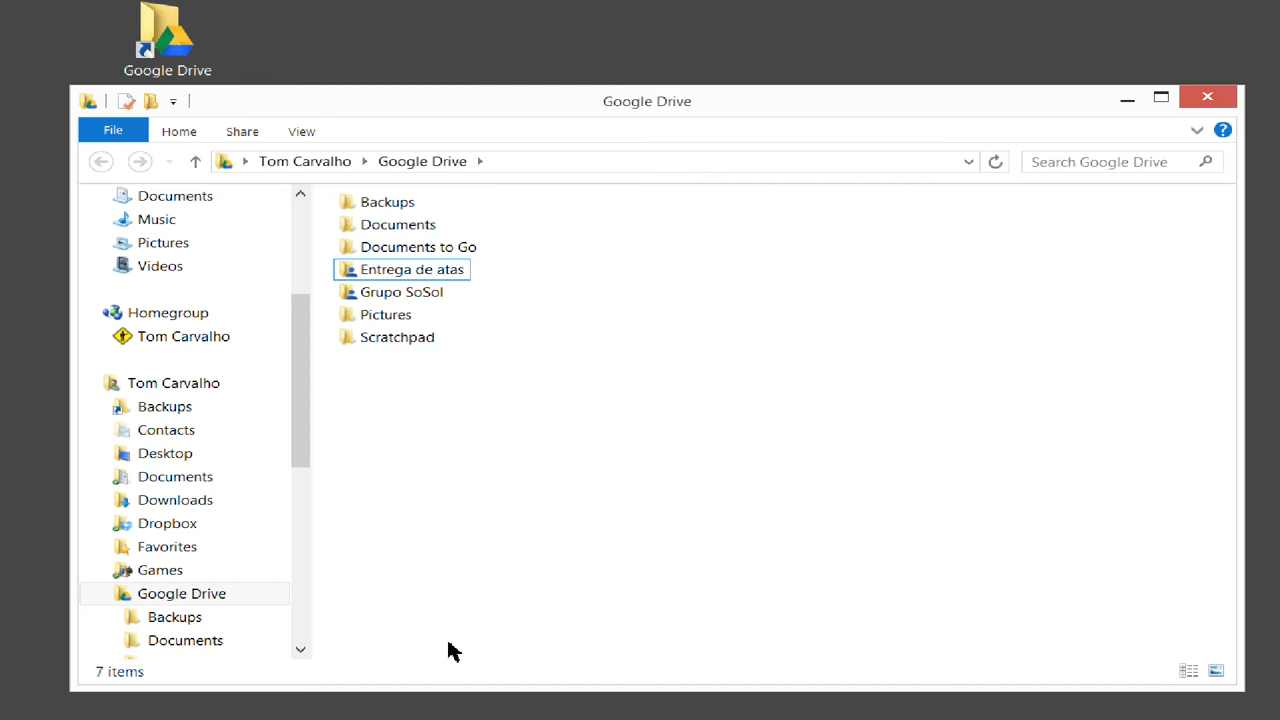 Google Drive
Google Drive
File Home Share View
Tom Carvalho Google Drive Search Google Drive
Documents
Music
Pictures
Videos
Homegroup
Tom Carvalho
Tom Carvalho
Backups
Contacts
Desktop
Documents
Downloads
Dropbox
Favorites
Games
Google Drive
Backups
Documents
Backups
Documents
Documents to Go
Entrega de atas
Grupo SoSol
Pictures
Scratchpad
7 items